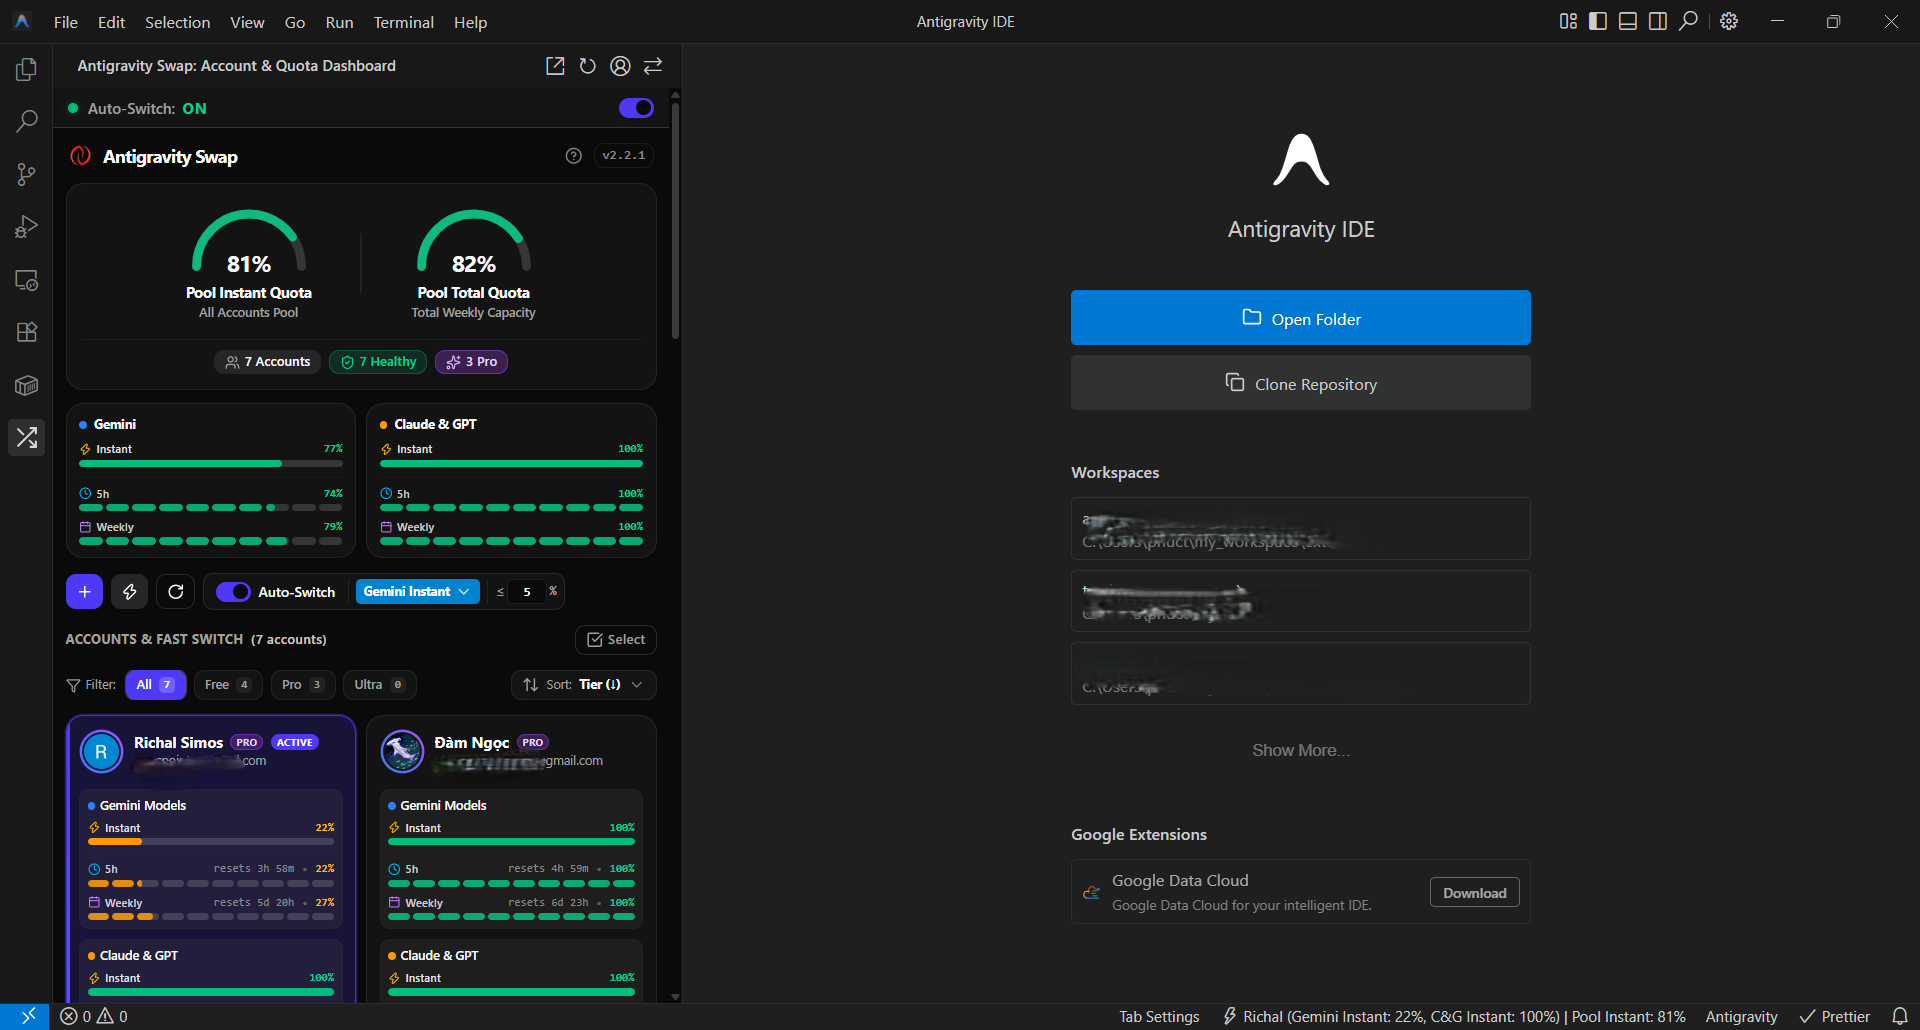 File Edit Selection View Go Run Terminal Help
Antigravity IDE
Antigravity Swap: Account & Quota Dashboard
Auto-Switch: ON
Antigravity Swap
v2.2.1
81%
Pool Instant Quota
All Accounts Pool
82%
Pool Total Quota
Total Weekly Capacity
7 Accounts
7 Healthy
3 Pro
Gemini
Instant 77%
5h 74%
Weekly 79%
Claude & GPT
Instant 100%
5h 100%
Weekly 100%
Auto-Switch
Gemini Instant
≤ 5 %
ACCOUNTS & FAST SWITCH (7 accounts)
Select
Filter: All 7 Free 4 Pro 3 Ultra 0
Sort: Tier (↓)
R
Richal Simos PRO ACTIVE
.com
Gemini Models
Instant 22%
5h resets 3h 58m • 22%
Weekly resets 5d 20h • 27%
Claude & GPT
Instant 100%
Đàm Ngọc PRO
gmail.com
Gemini Models
Instant 100%
5h resets 4h 59m • 100%
Weekly resets 6d 23h • 100%
Claude & GPT
Instant 100%
Antigravity IDE
Open Folder
Clone Repository
Workspaces
Show More...
Google Extensions
Google Data Cloud
Google Data Cloud for your intelligent IDE.
Download
0 0
Tab Settings
Richal (Gemini Instant: 22%, C&G Instant: 100%) | Pool Instant: 81%
Antigravity
Prettier